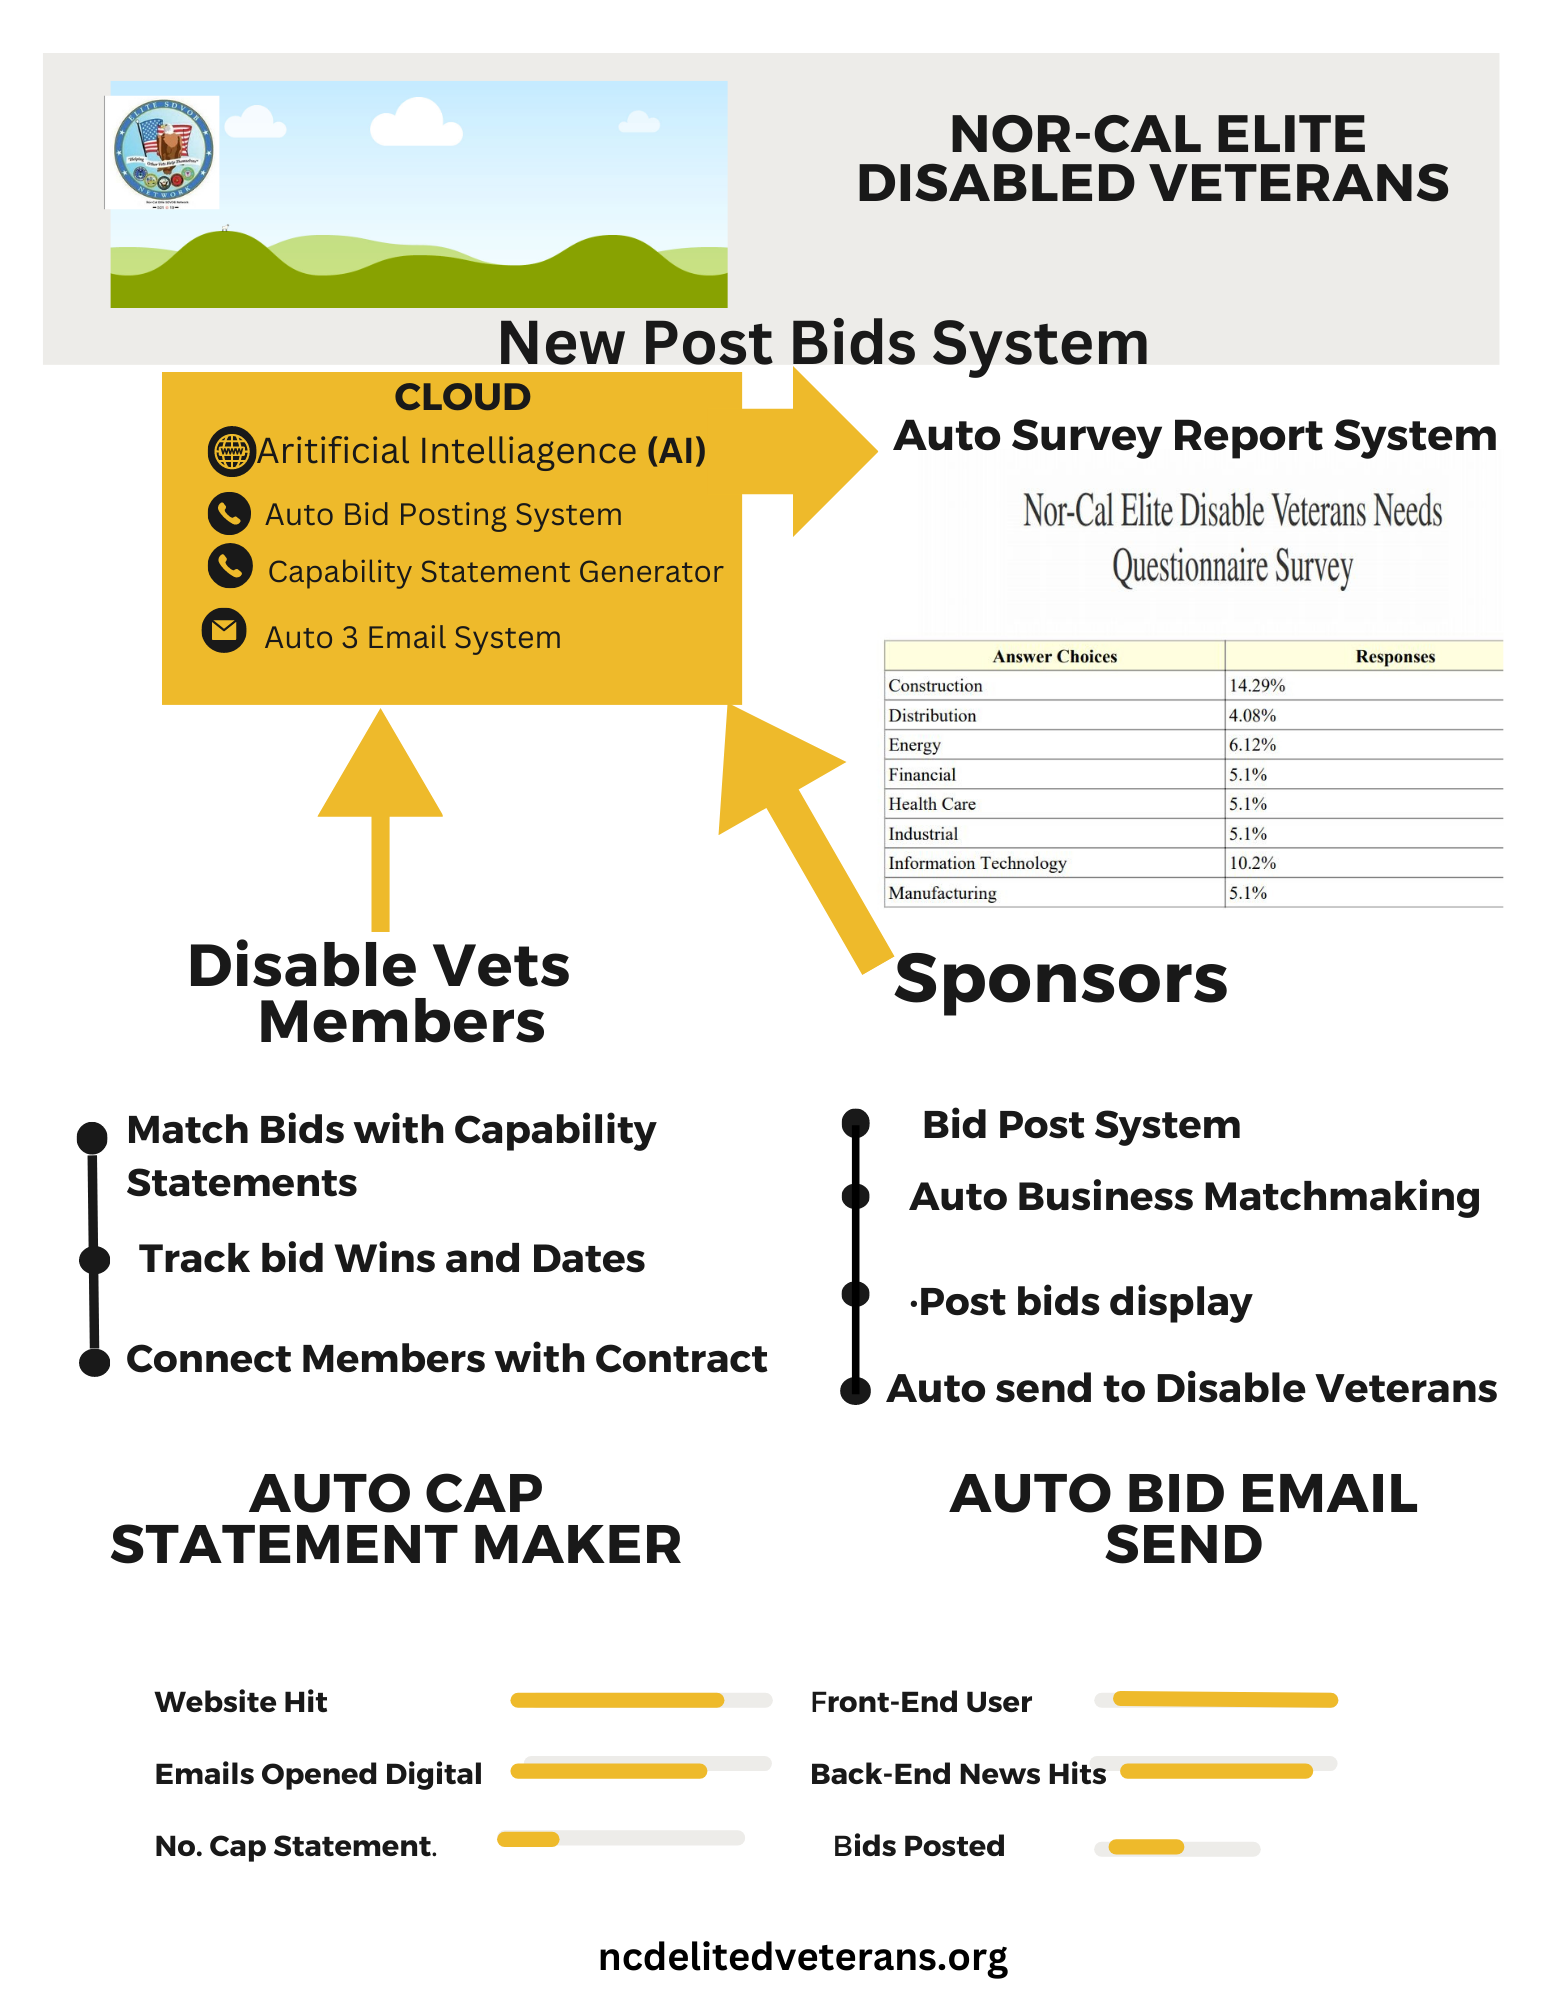 ELITE SDVOB
"Helping Other Vets Help Themselves"
NETWORK
NOR-CAL ELITE
DISABLED VETERANS
New Post Bids System
CLOUD
Aritificial Intelliagence (AI)
Auto Bid Posting System
Capability Statement Generator
Auto 3 Email System
Auto Survey Report System
Nor-Cal Elite Disable Veterans Needs
Questionnaire Survey
Answer Choices Responses
Construction 14.29%
Distribution 4.08%
Energy 6.12%
Financial 5.1%
Health Care 5.1%
Industrial 5.1%
Information Technology 10.2%
Manufacturing 5.1%
Disable Vets
Members
Match Bids with Capability
Statements
Track bid Wins and Dates
Connect Members with Contract
Sponsors
Bid Post System
Auto Business Matchmaking
·Post bids display
Auto send to Disable Veterans
AUTO CAP
STATEMENT MAKER
Website Hit
Emails Opened Digital
No. Cap Statement.
AUTO BID EMAIL
SEND
Front-End User
Back-End News Hits
Bids Posted
ncdelitedveterans.org